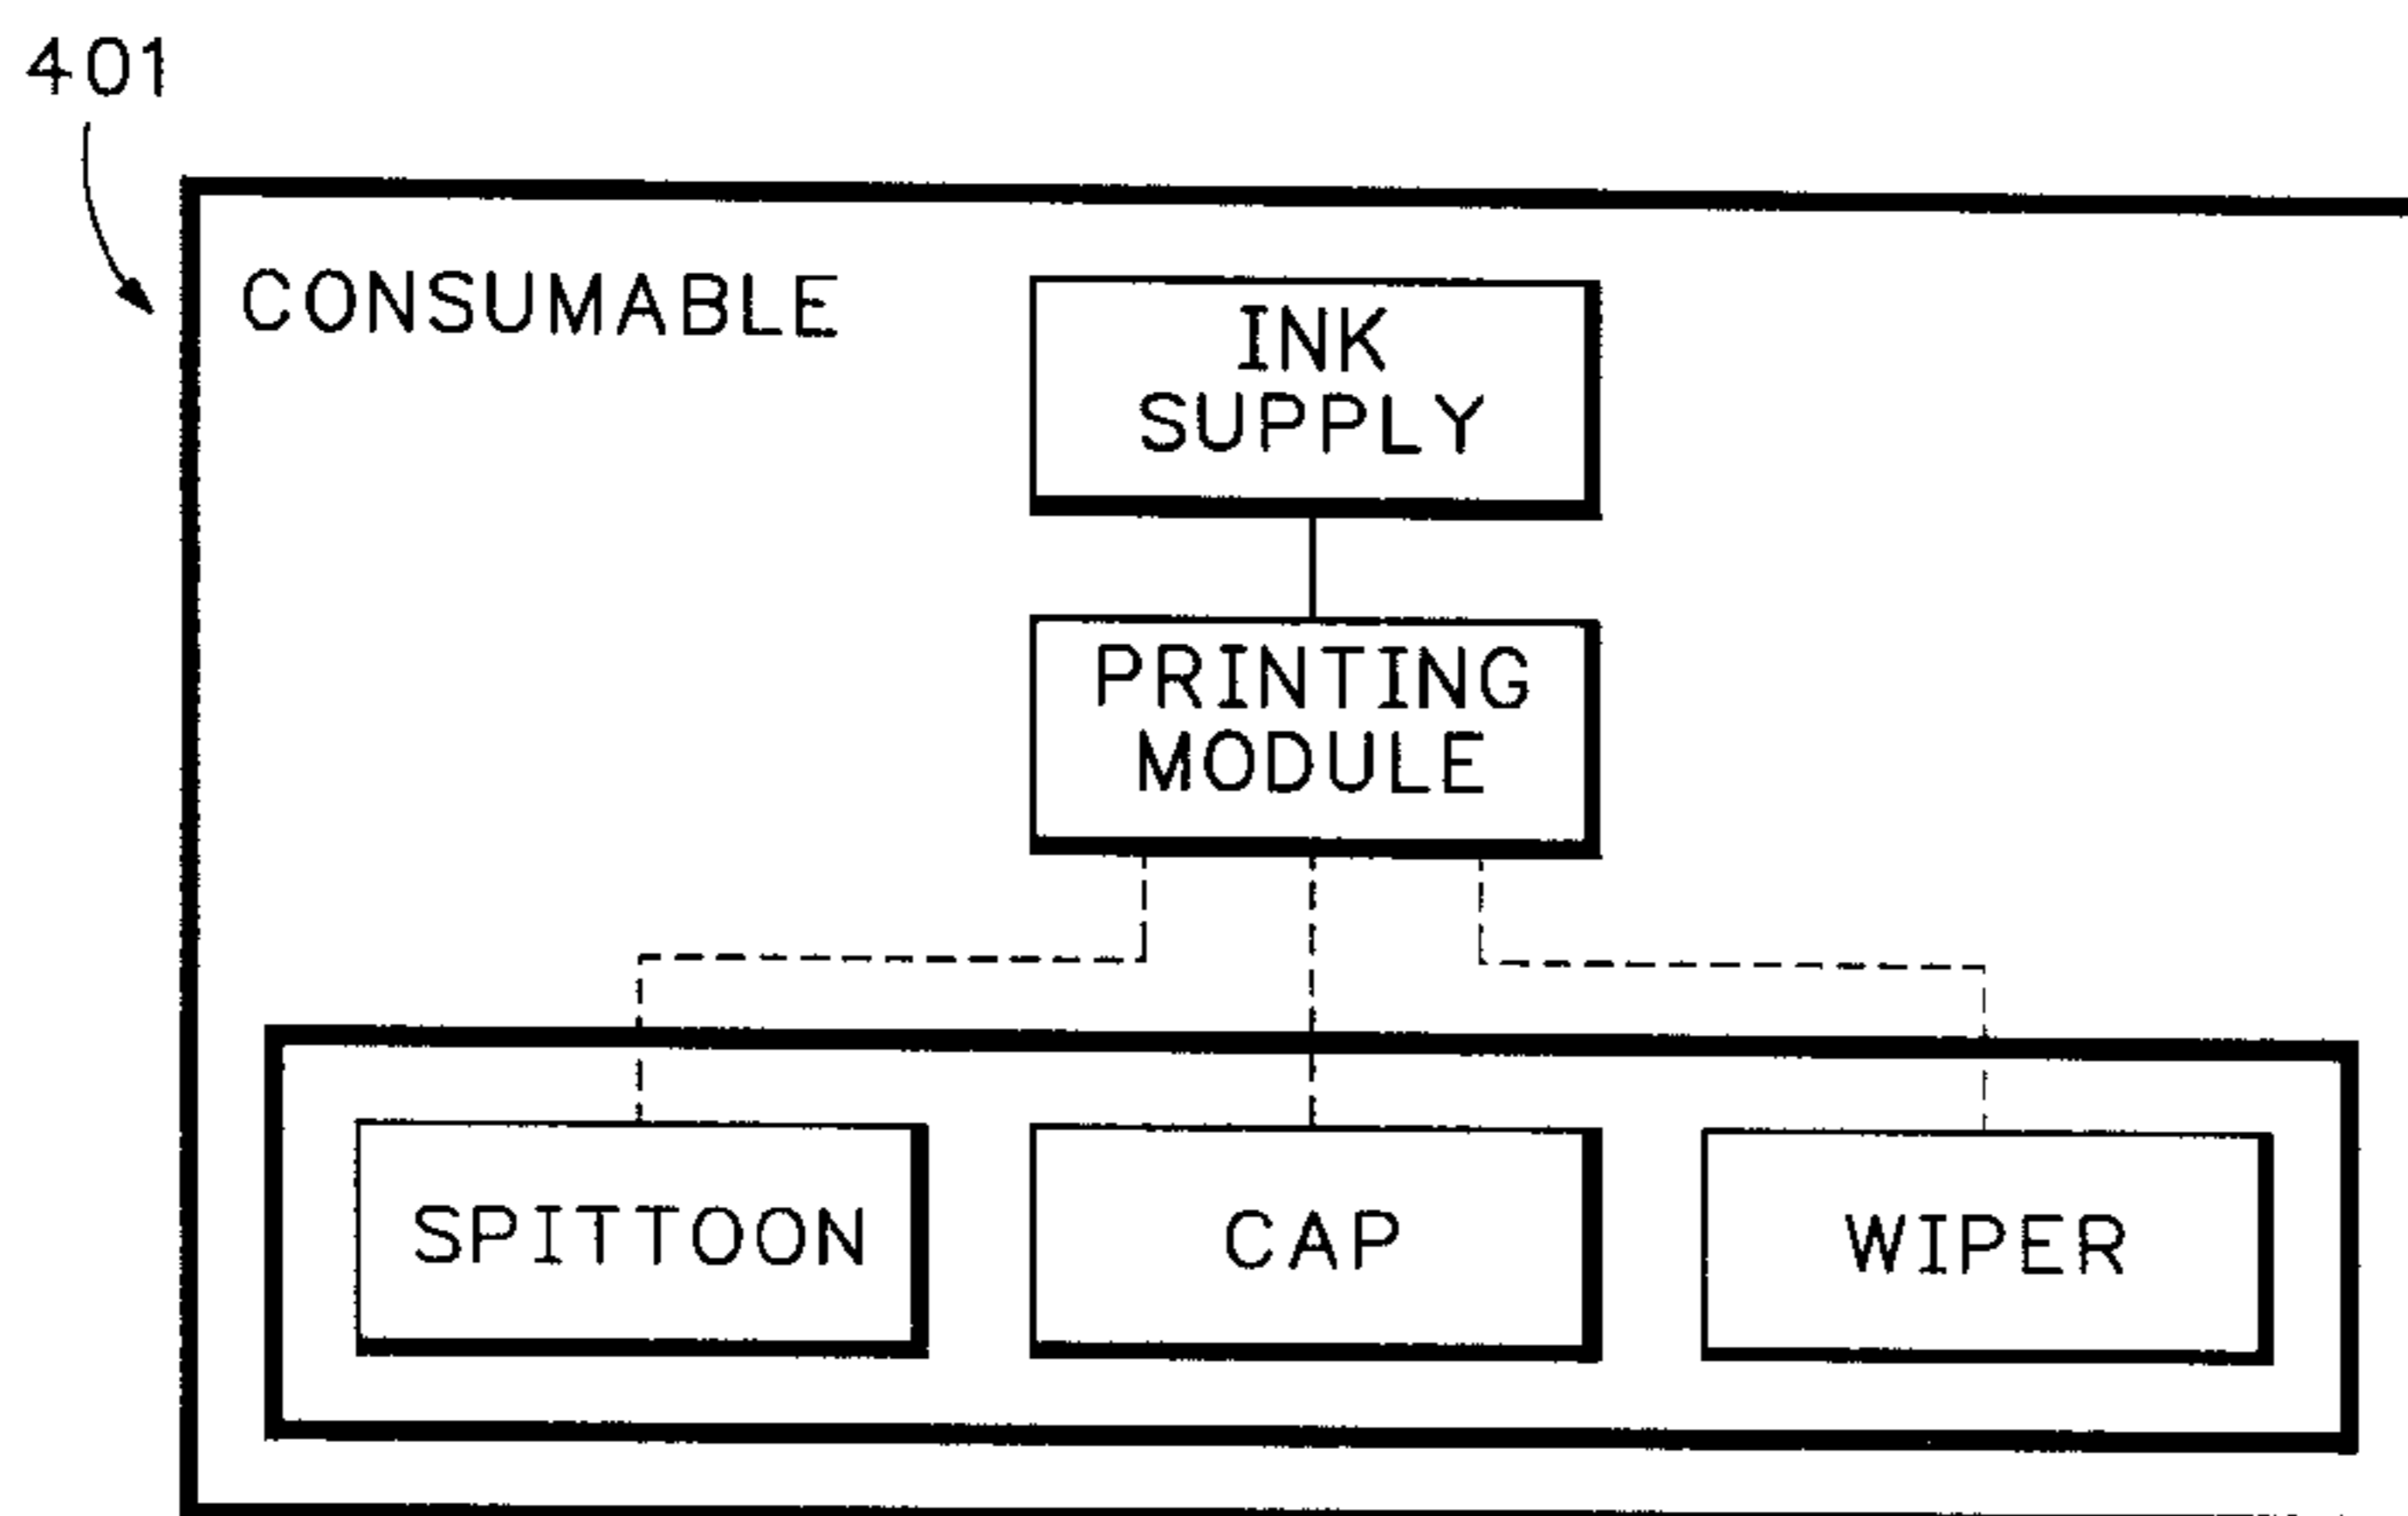 401
CONSUMABLE
INK
SUPPLY
PRINTING
MODULE
SPITTOON
CAP
WIPER